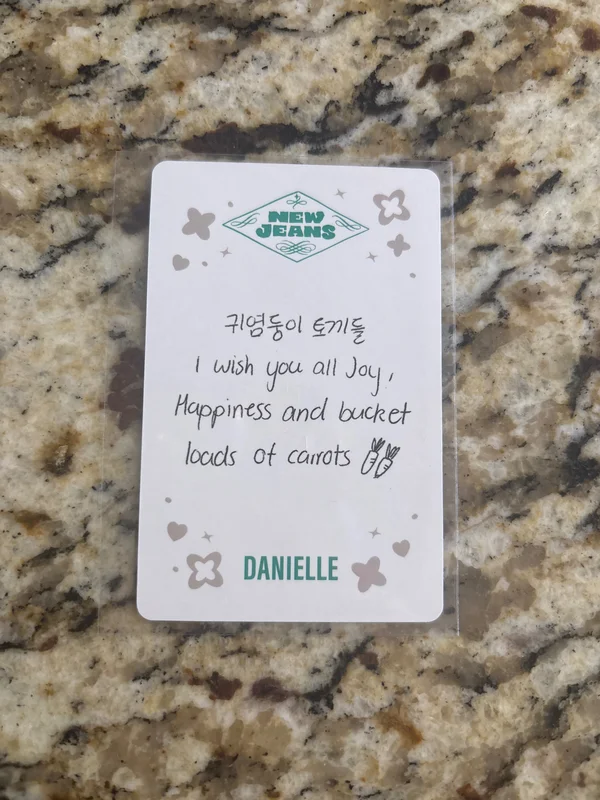 NEW
JEANS
귀염둥이 토끼들
I wish you all Joy,
Happiness and bucket
loads of carrots
DANIELLE